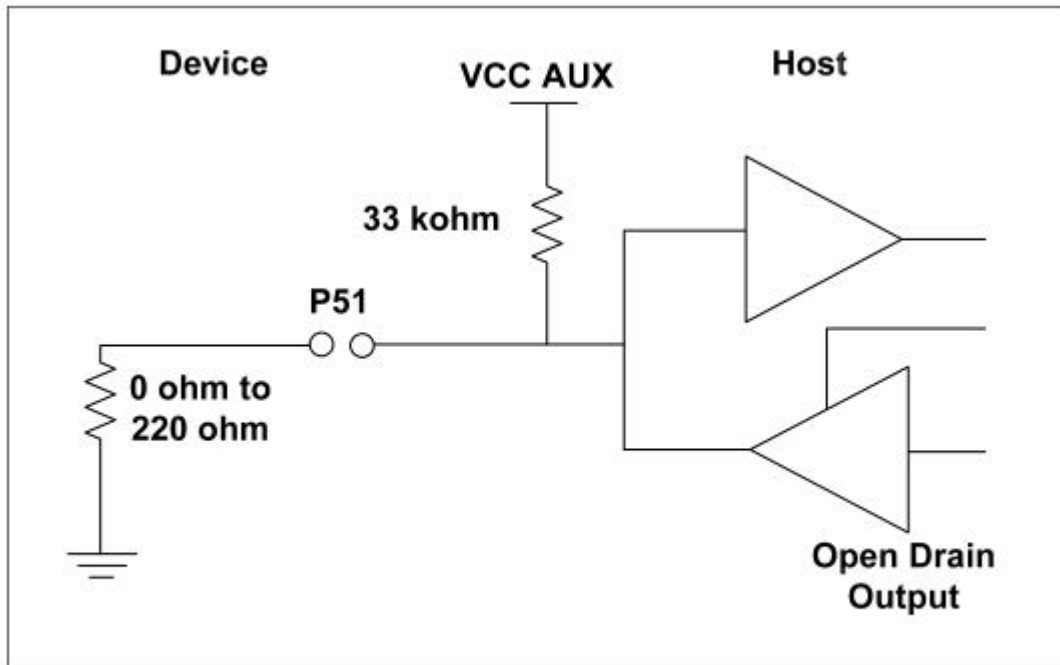 Device
VCC AUX
Host
33 kohm
P51
0 ohm to
220 ohm
Open Drain
Output